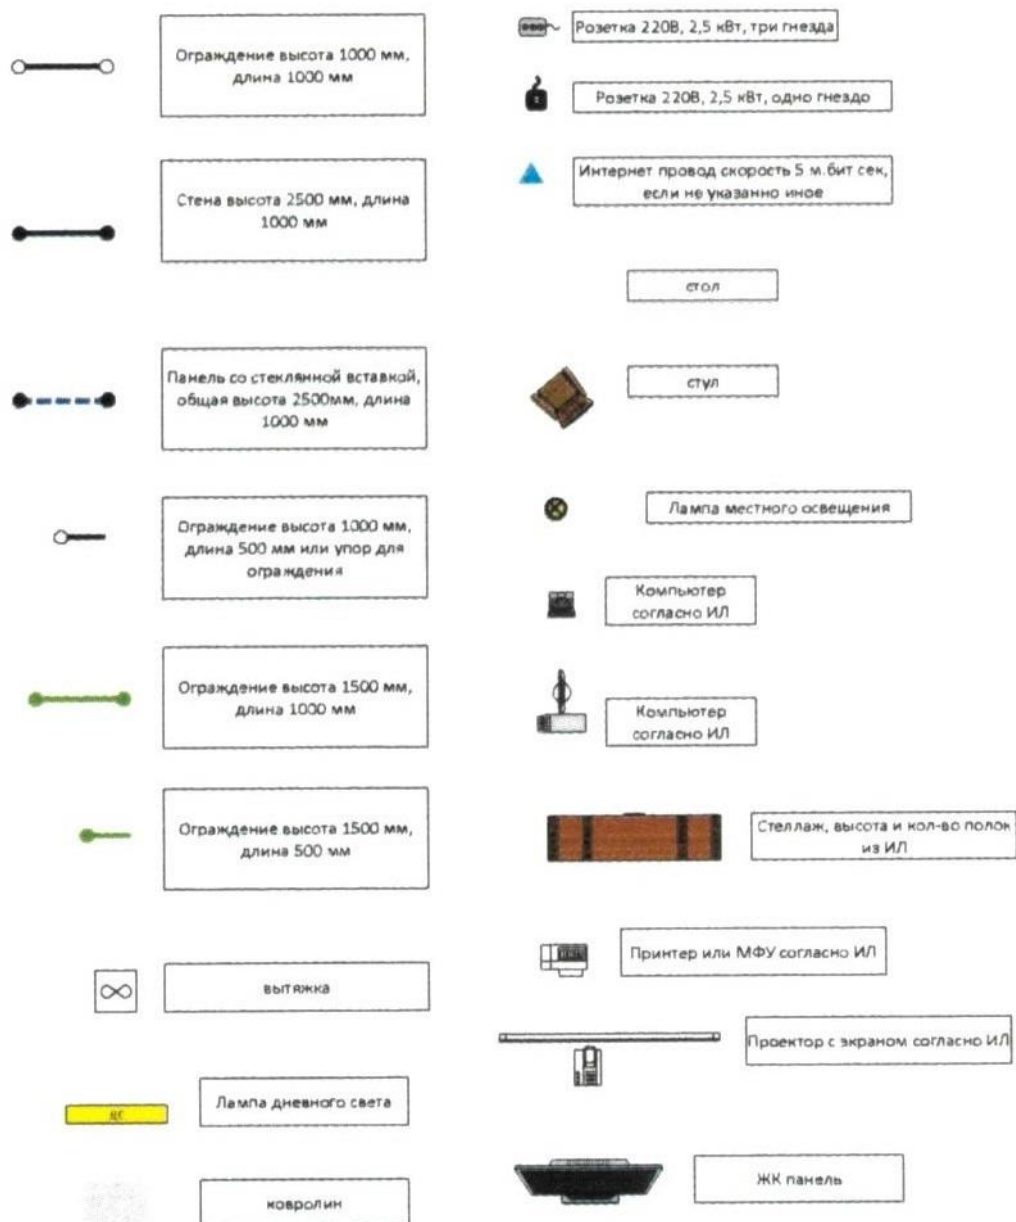 Ограждение высота 1000 мм,
длина 1000 мм
Стена высота 2500 мм, длина
1000 мм
Панель со стеклянной вставкой,
общая высота 2500мм, длина
1000 мм
Ограждение высота 1000 мм,
длина 500 мм или упор для
ограждения
Ограждение высота 1500 мм,
длина 1000 мм
Ограждение высота 1500 мм,
длина 500 мм
вытяжка
ДС
Лампа дневного света
ковролин
Розетка 220В, 2,5 кВт, три гнезда
Розетка 220В, 2,5 кВт, одно гнездо
Интернет провод скорость 5 м.бит сек,
если не указанно иное
стол
стул
Лампа местного освещения
Компьютер
согласно ИЛ
Компьютер
согласно ИЛ
Стеллаж, высота и кол-во полок
из ИЛ
Принтер или МФУ согласно ИЛ
Проектор с экраном согласно ИЛ
ЖК панель